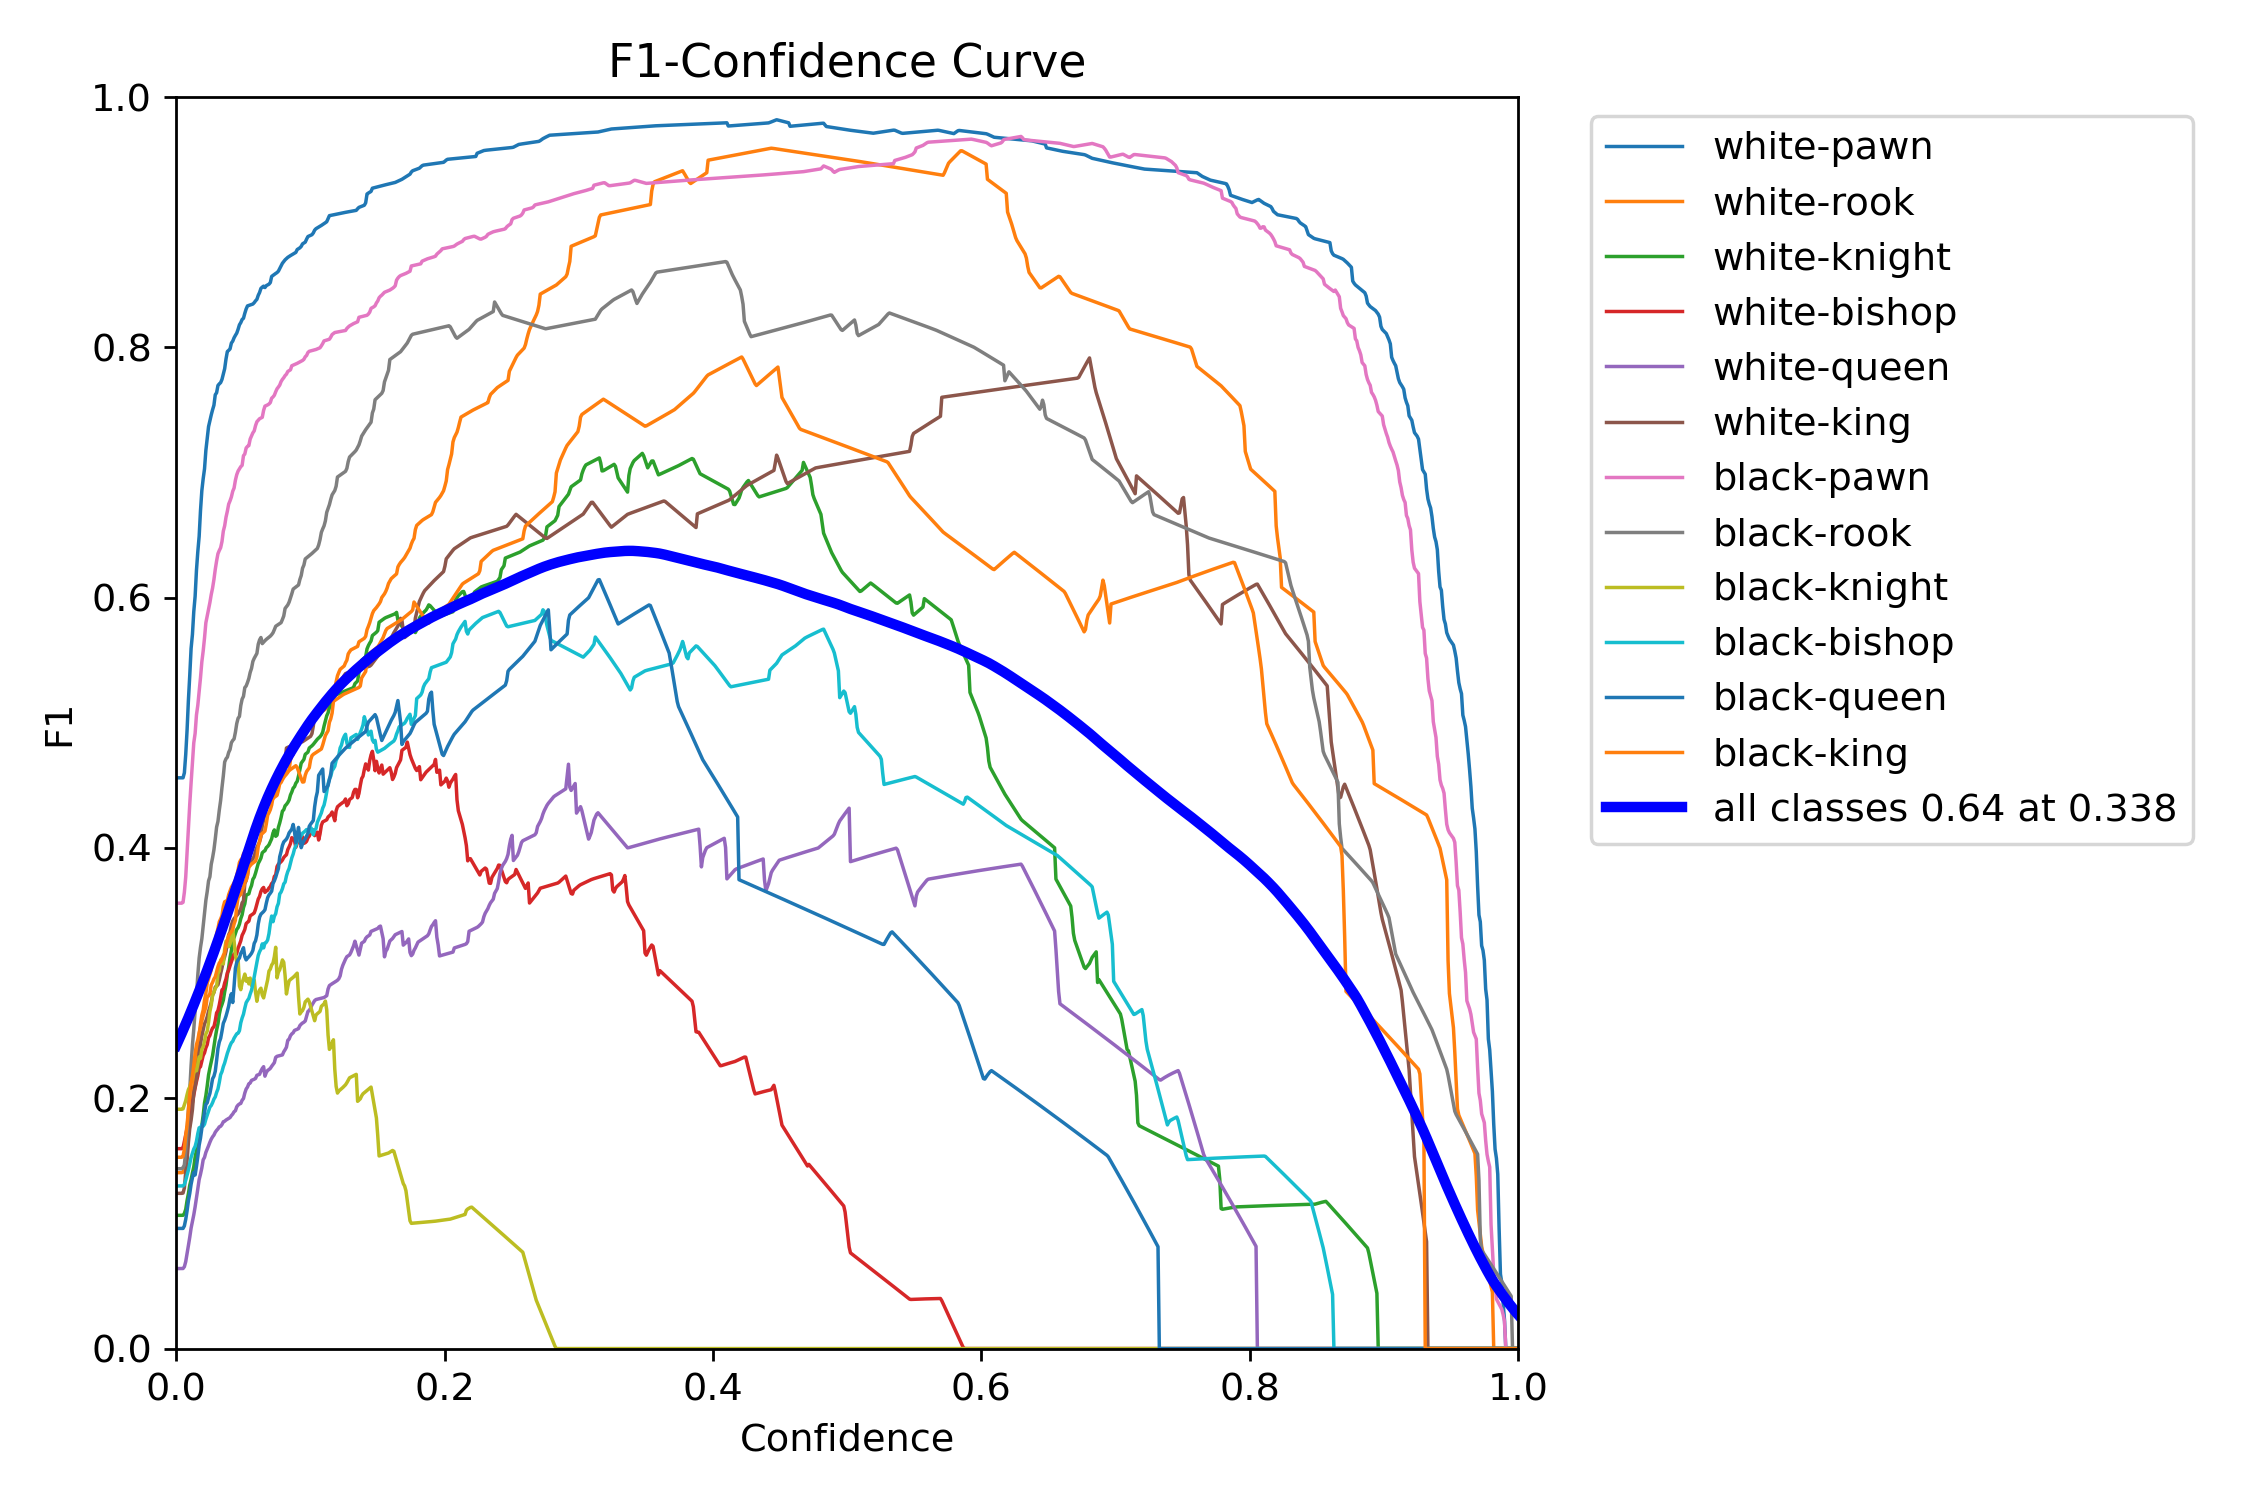 F1-Confidence Curve
1.0
0.8
0.6
0.4
0.2
0.0
F1
0.0 0.2 0.4 0.6 0.8 1.0
Confidence
white-pawn
white-rook
white-knight
white-bishop
white-queen
white-king
black-pawn
black-rook
black-knight
black-bishop
black-queen
black-king
all classes 0.64 at 0.338